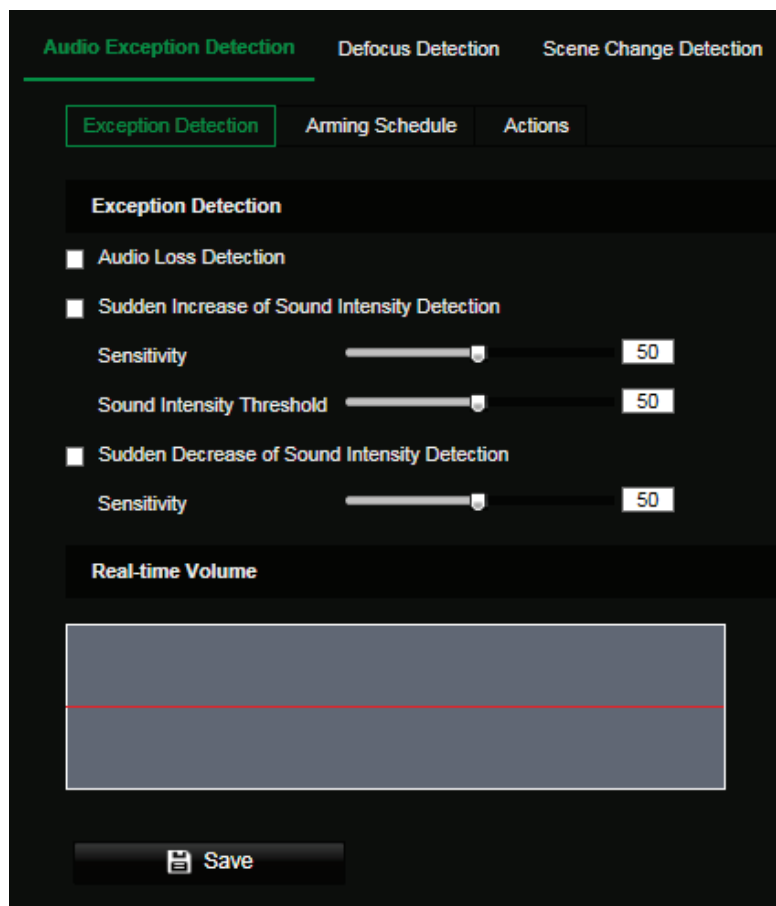 Audio Exception Detection Defocus Detection Scene Change Detection
Exception Detection Arming Schedule Actions
Exception Detection
Audio Loss Detection
Sudden Increase of Sound Intensity Detection
Sensitivity 50
Sound Intensity Threshold 50
Sudden Decrease of Sound Intensity Detection
Sensitivity 50
Real-time Volume
Save